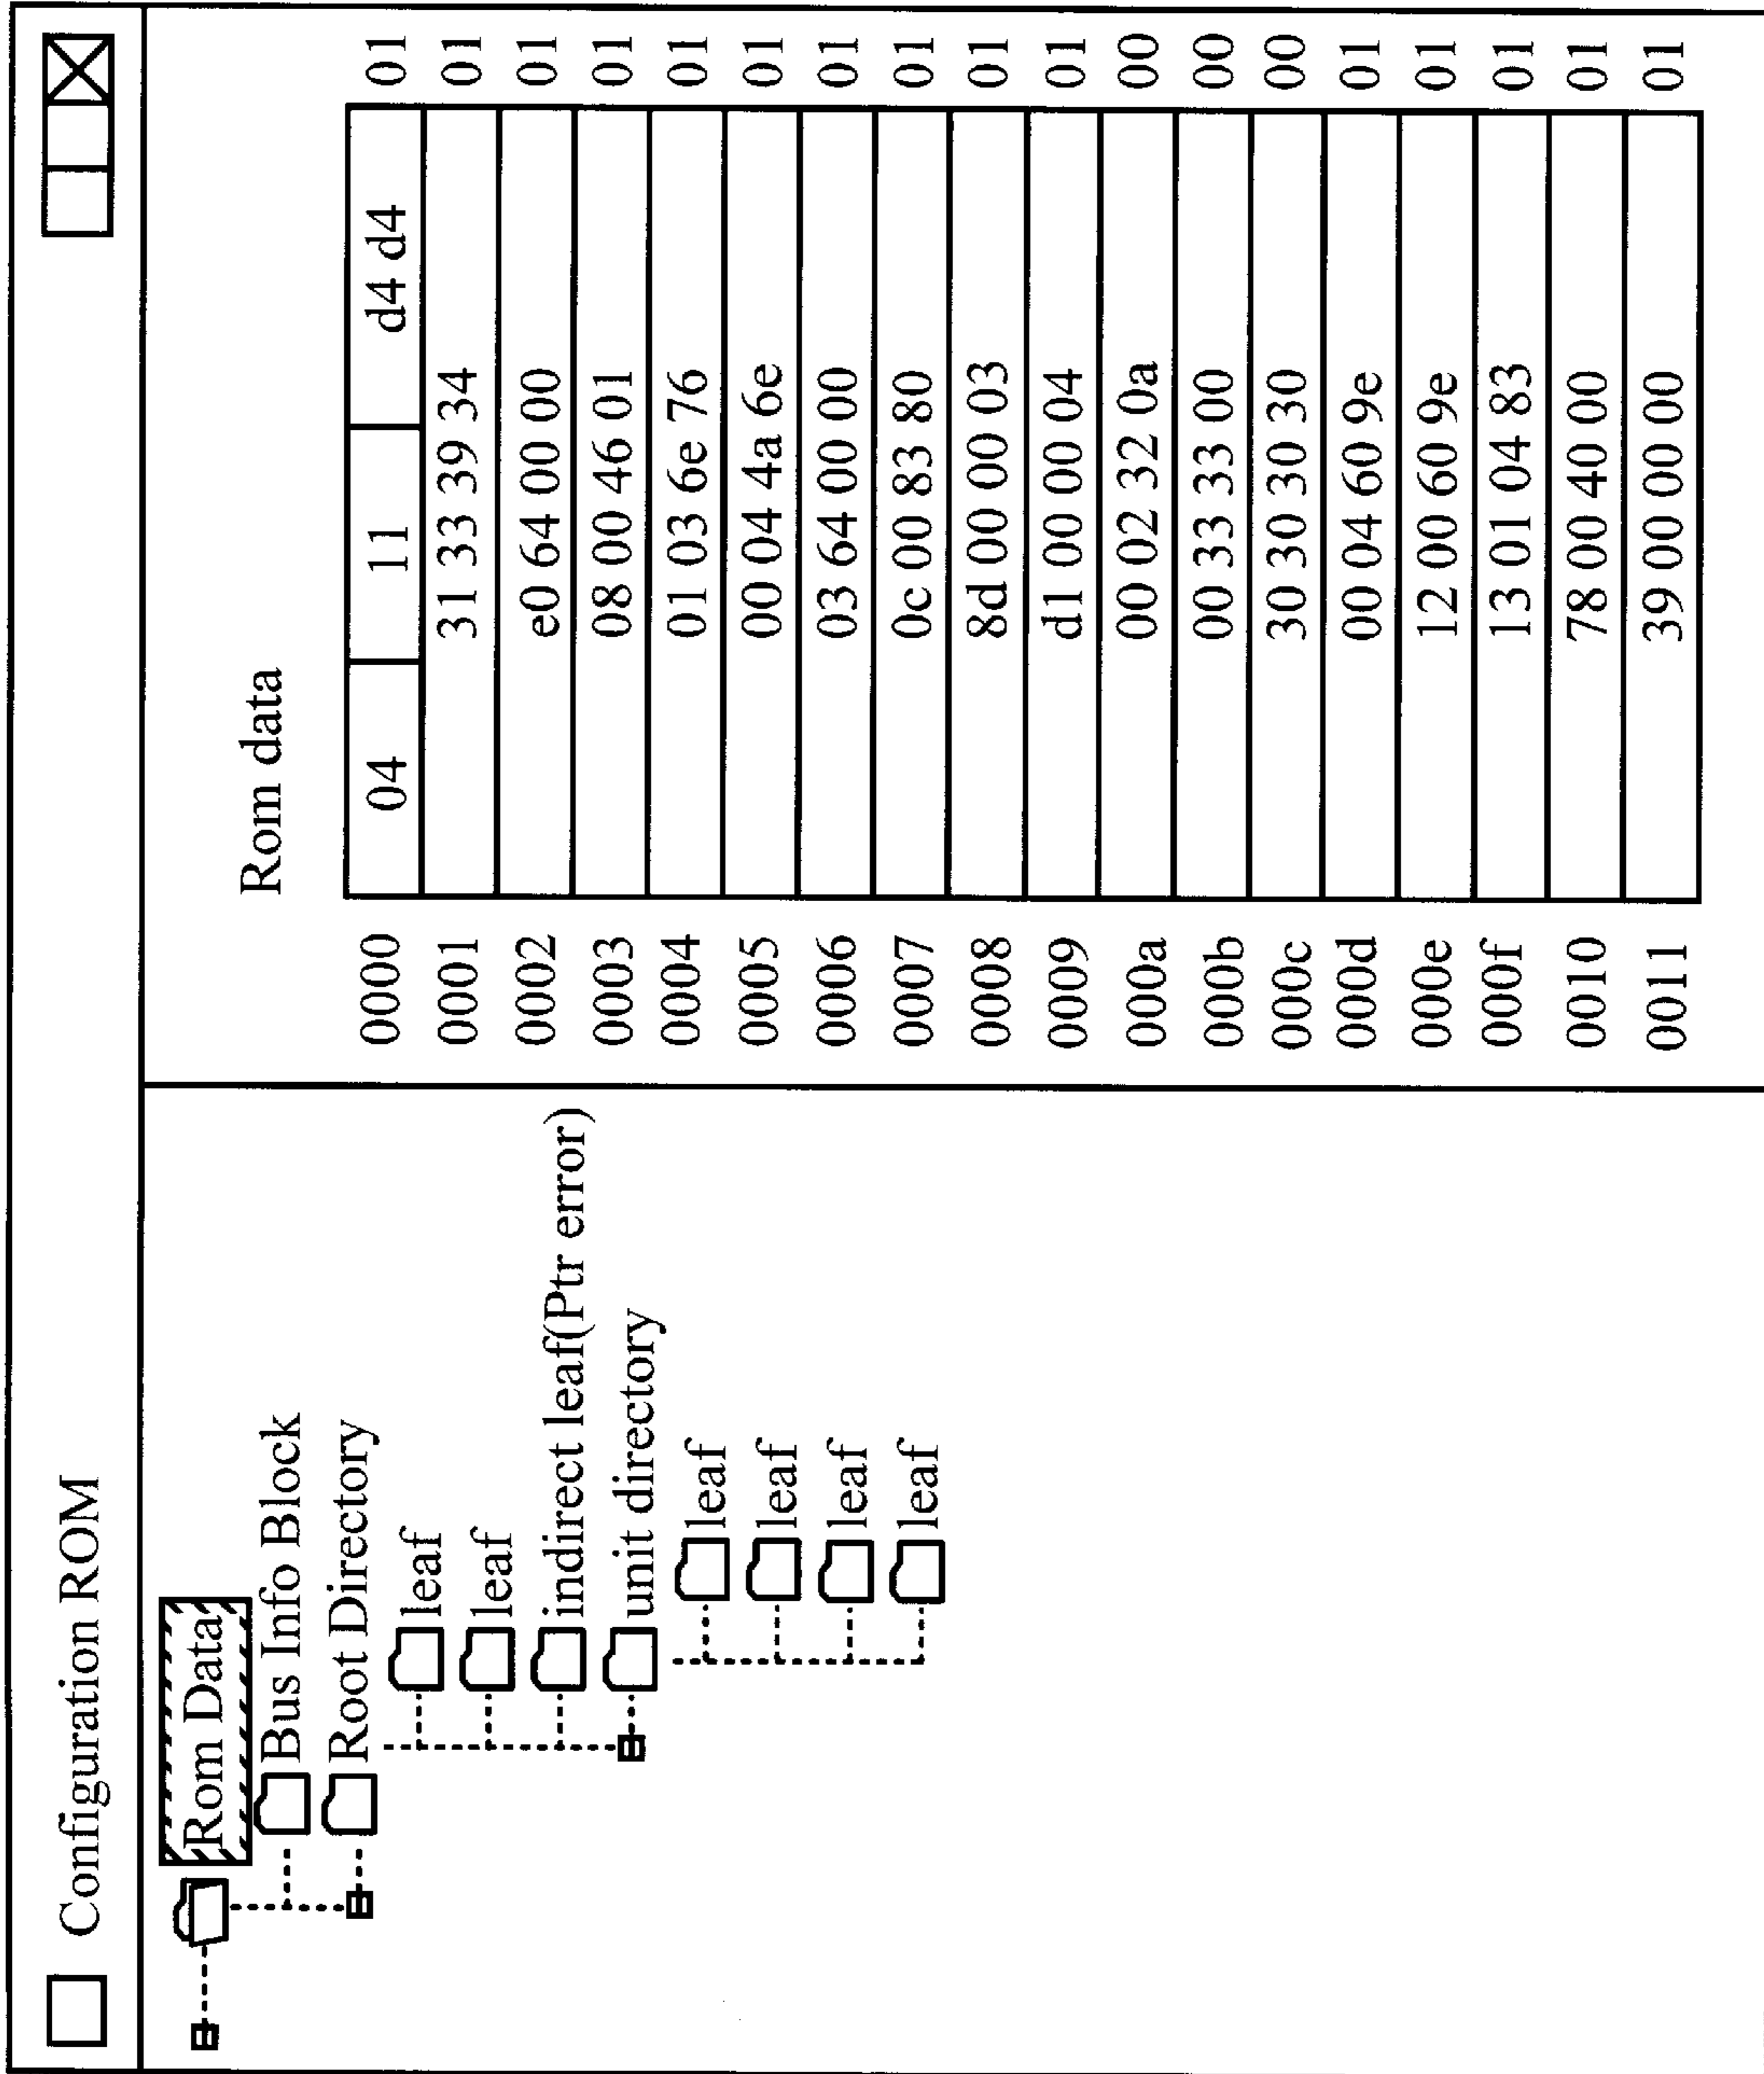 Configuration ROM
Rom Data
Bus Info Block
Root Directory
leaf
leaf
indirect leaf(Ptr error)
unit directory
leaf
leaf
leaf
leaf
Rom data
0000 04 11 d4 d4 01
0001 31 33 39 34 01
0002 e0 64 00 00 01
0003 08 00 46 01 01
0004 01 03 6e 76 01
0005 00 04 4a 6e 01
0006 03 64 00 00 01
0007 0c 00 83 80 01
0008 8d 00 00 03 01
0009 d1 00 00 04 01
000a 00 02 32 0a 00
000b 00 33 33 00 00
000c 30 30 30 30 00
000d 00 04 60 9e 01
000e 12 00 60 9e 01
000f 13 01 04 83 01
0010 78 00 40 00 01
0011 39 00 00 00 01